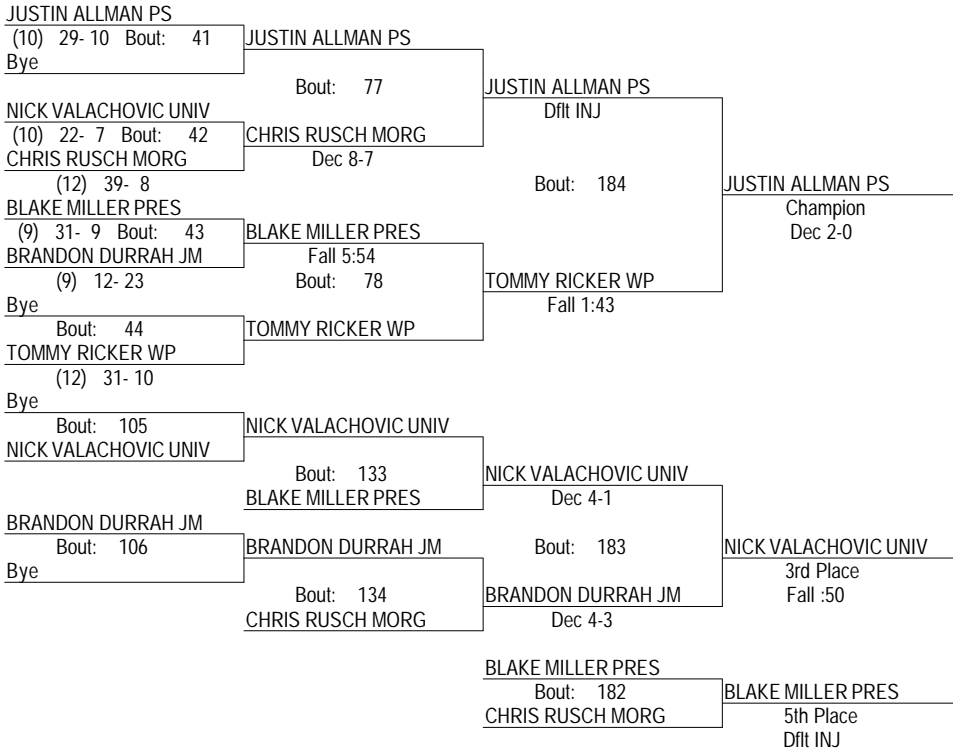 JUSTIN ALLMAN PS
(10) 29- 10 Bout: 41
Bye
JUSTIN ALLMAN PS
Bout: 77
NICK VALACHOVIC UNIV
(10) 22- 7 Bout: 42
CHRIS RUSCH MORG
(12) 39- 8
CHRIS RUSCH MORG
Dec 8-7
JUSTIN ALLMAN PS
Dflt INJ
Bout: 184
BLAKE MILLER PRES
(9) 31- 9 Bout: 43
BRANDON DURRAH JM
(9) 12- 23
BLAKE MILLER PRES
Fall 5:54
Bout: 78
Bye
Bout: 44
TOMMY RICKER WP
(12) 31- 10
TOMMY RICKER WP
TOMMY RICKER WP
Fall 1:43
JUSTIN ALLMAN PS
Champion
Dec 2-0
Bye
Bout: 105
NICK VALACHOVIC UNIV
NICK VALACHOVIC UNIV
Bout: 133
BLAKE MILLER PRES
NICK VALACHOVIC UNIV
Dec 4-1
Bout: 183
BRANDON DURRAH JM
Bout: 106
Bye
BRANDON DURRAH JM
Bout: 134
CHRIS RUSCH MORG
BRANDON DURRAH JM
Dec 4-3
NICK VALACHOVIC UNIV
3rd Place
Fall :50
BLAKE MILLER PRES
Bout: 182
CHRIS RUSCH MORG
BLAKE MILLER PRES
5th Place
Dflt INJ